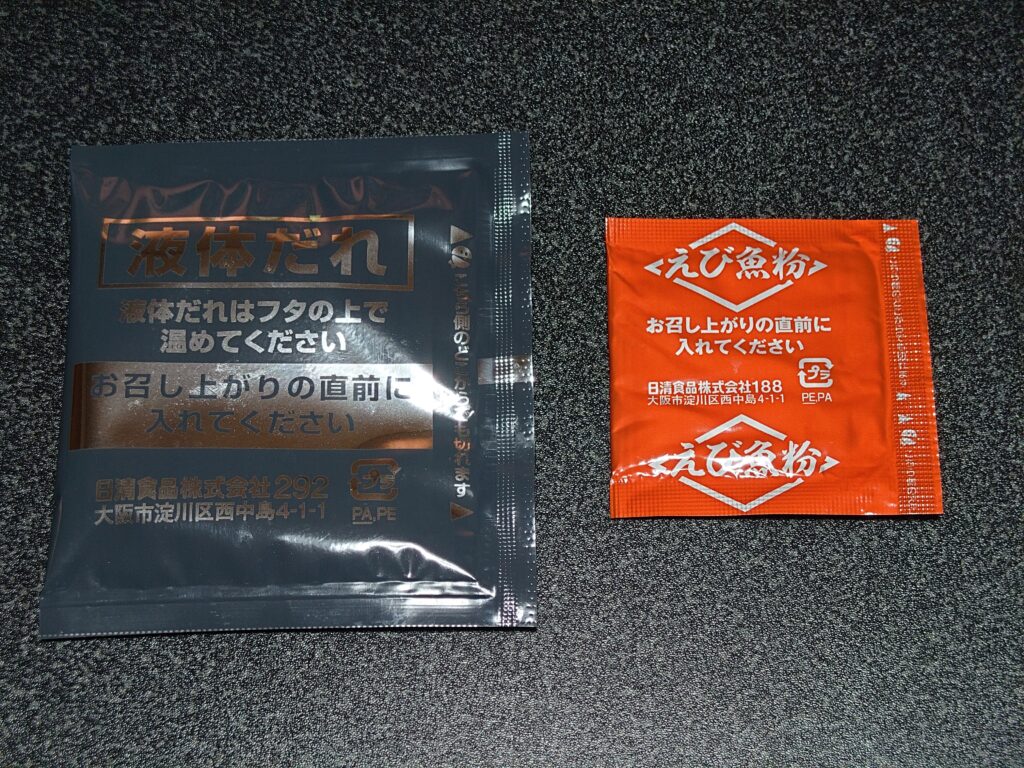 液体だれ
液体だれはフタの上で
温めてください
お召し上がりの直前に
入れてください
日清食品株式会社292
大阪市淀川区西中島4-1-1
プラ
PA,PE
えび魚粉
お召し上がりの直前に
入れてください
日清食品株式会社188
大阪市淀川区西中島4-1-1
プラ
PE,PA
えび魚粉